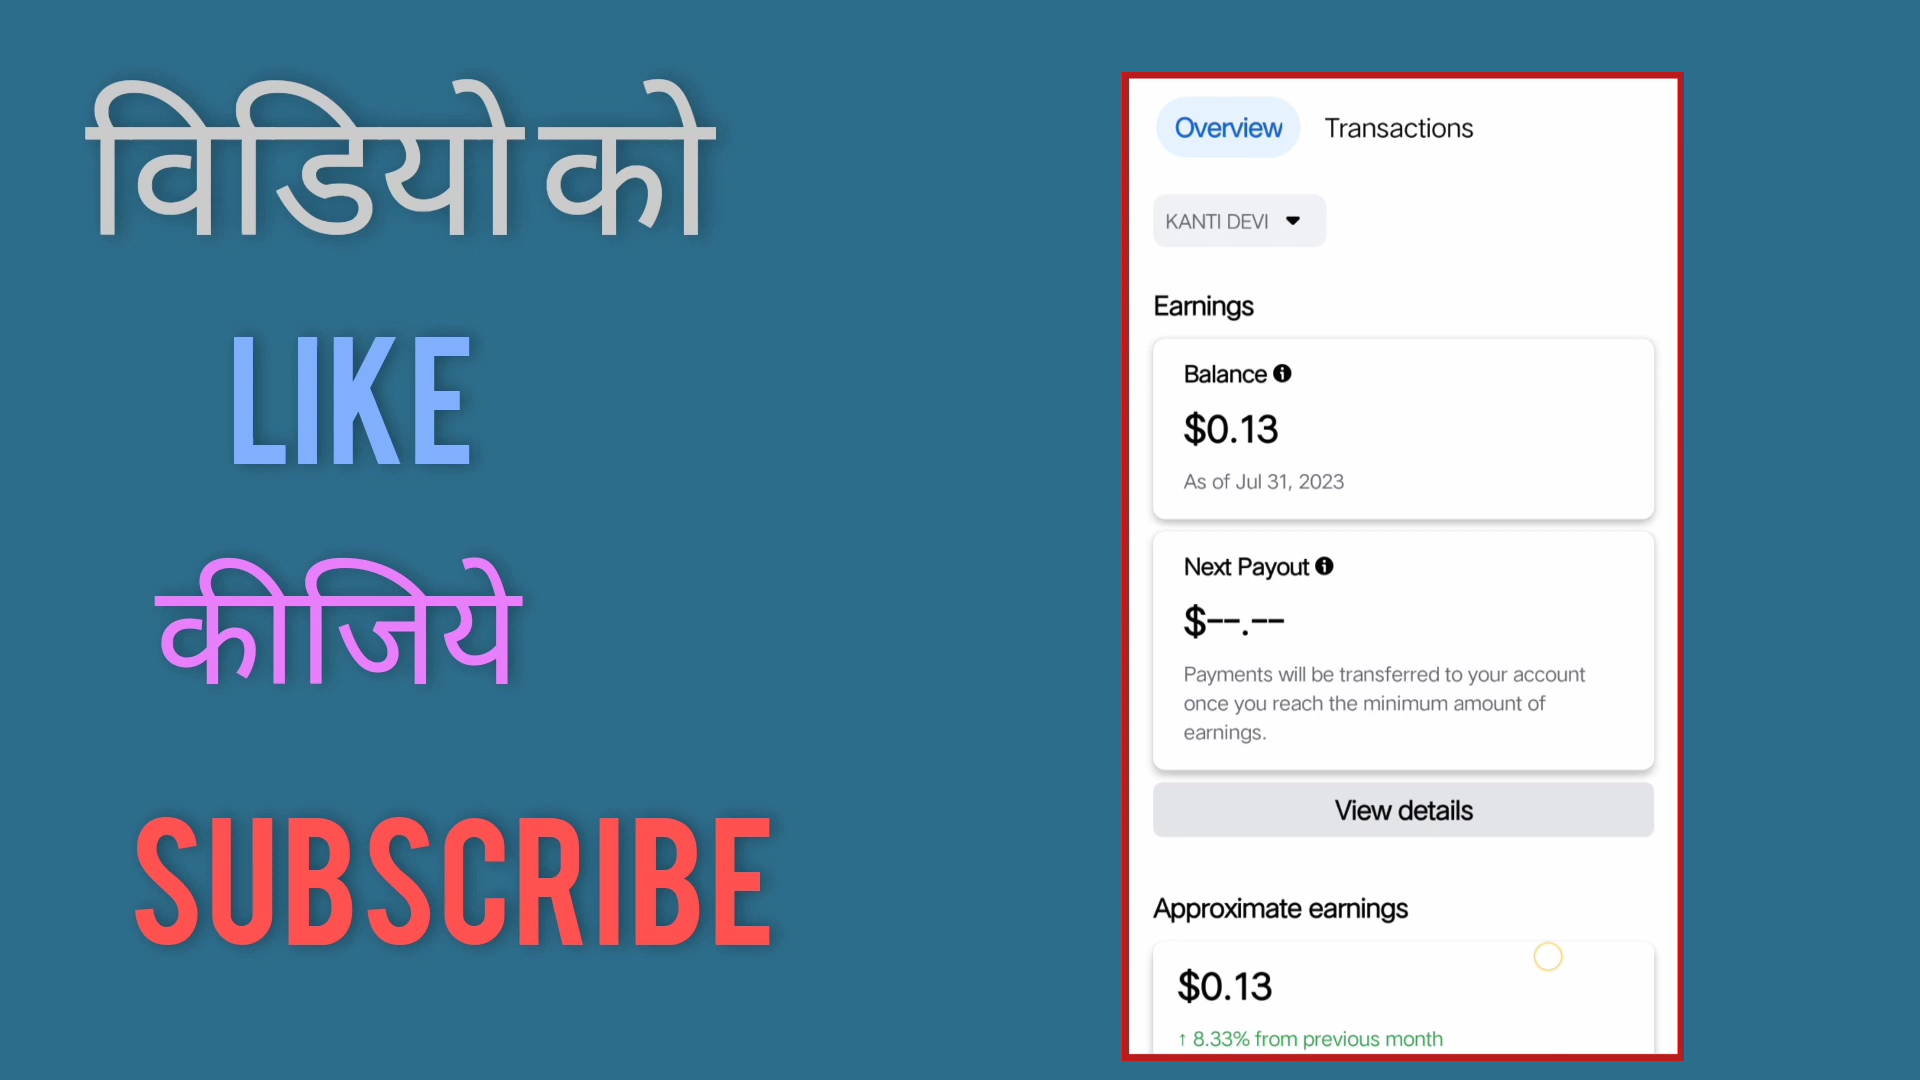 विडियो को
LIKE
कीजिये
SUBSCRIBE
Overview Transactions
KANTI DEVI
Earnings
Balance
$0.13
As of Jul 31, 2023
Next Payout
$--.--
Payments will be transferred to your account
once you reach the minimum amount of
earnings.
View details
Approximate earnings
$0.13
↑ 8.33% from previous month